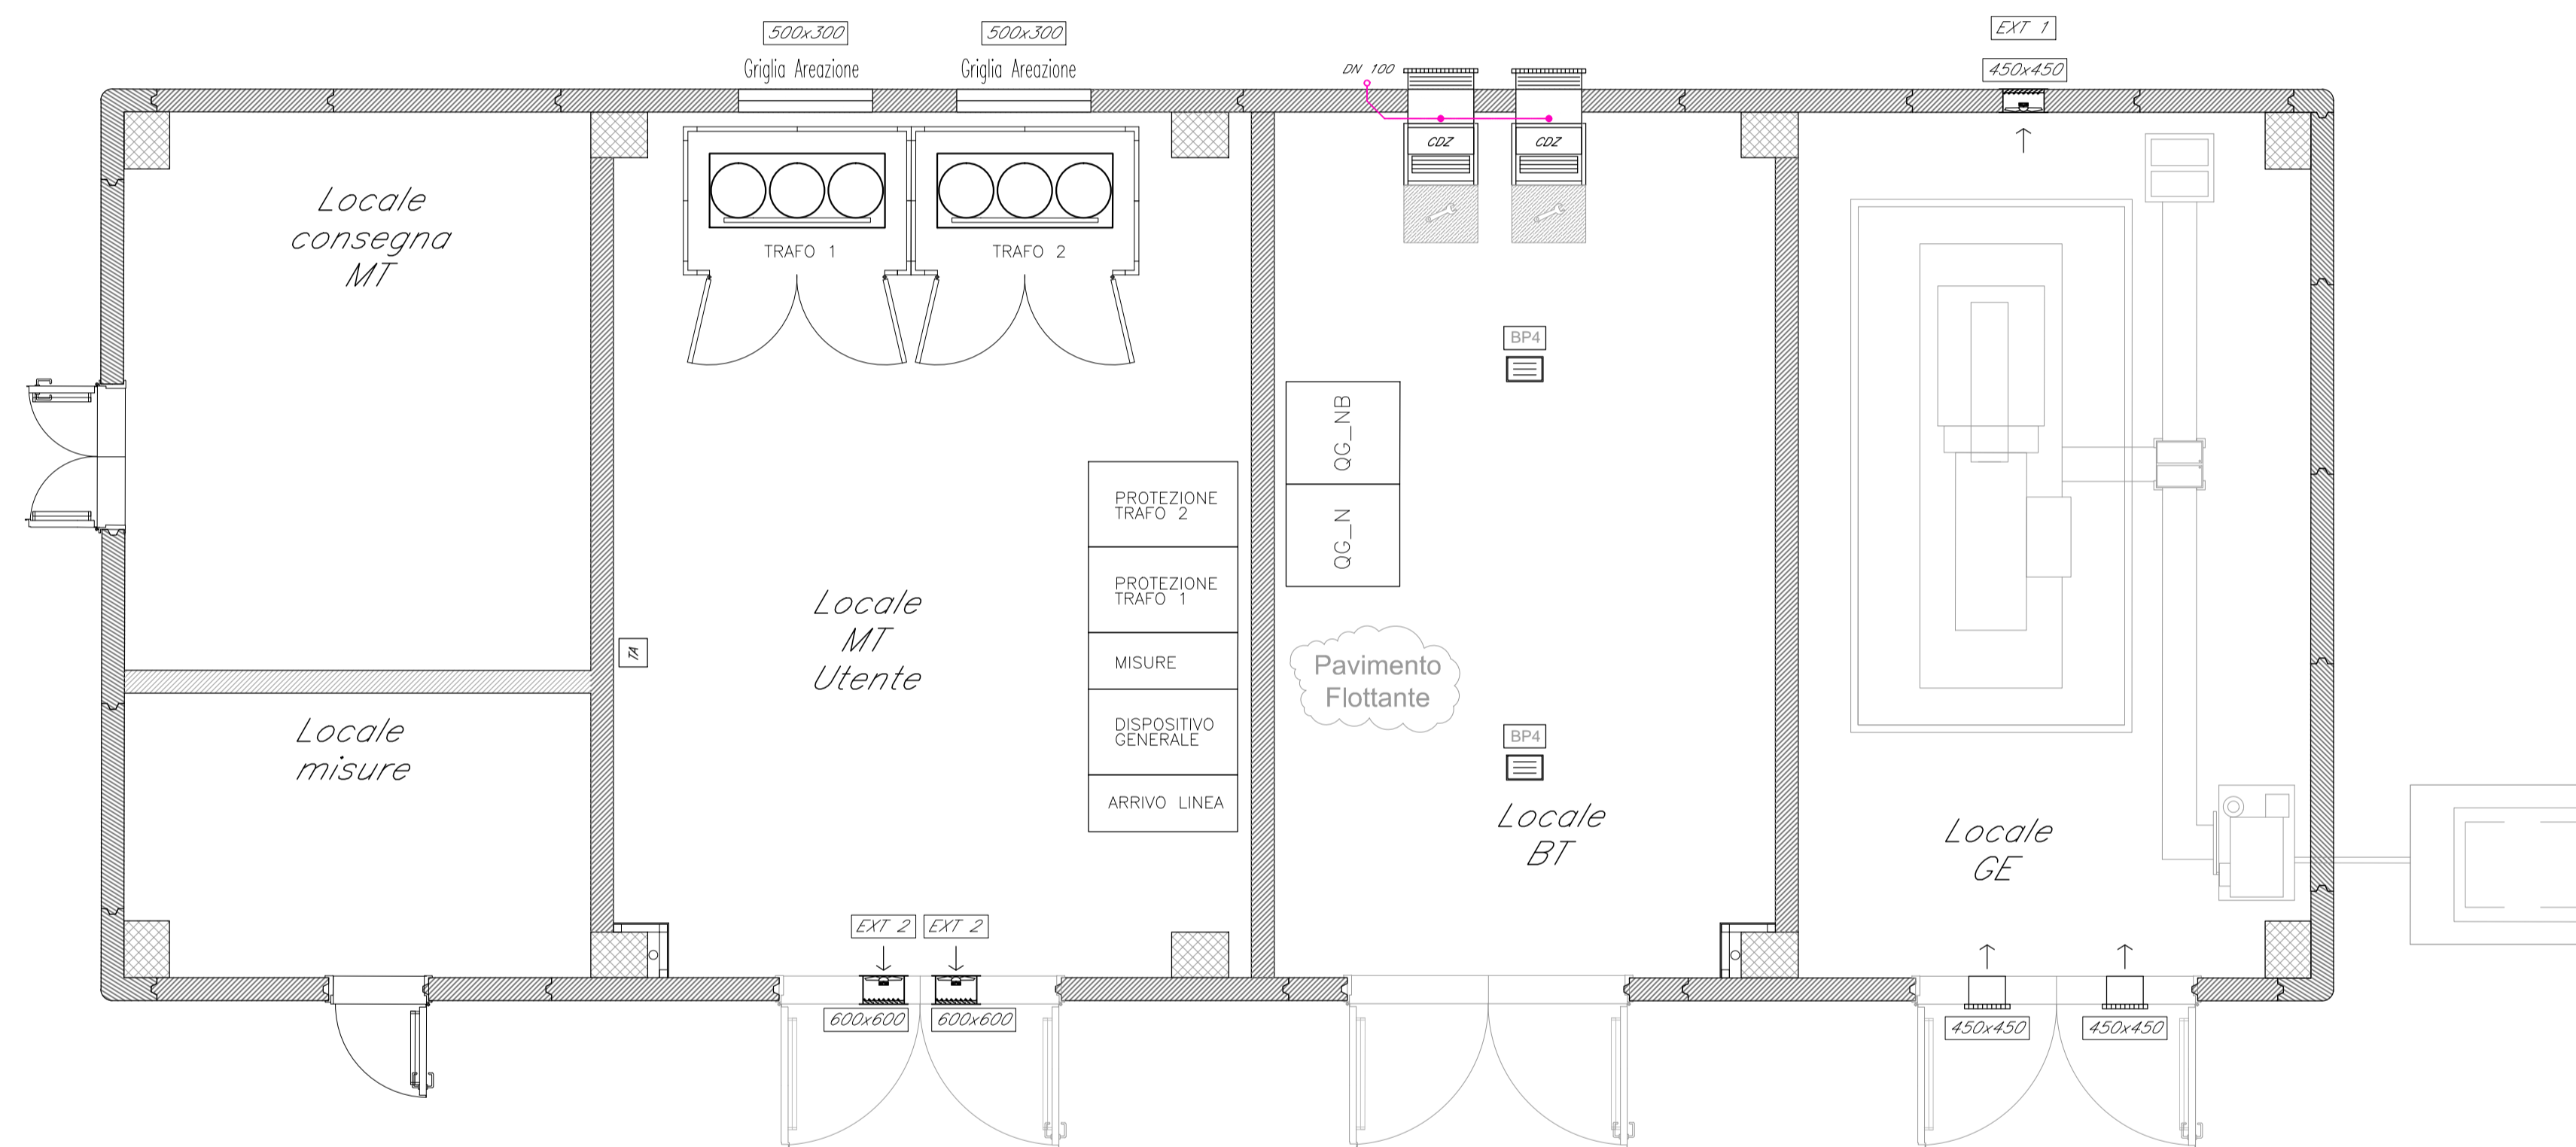 500x300
Griglia Areazione
500x300
Griglia Areazione
DN 100
EXT 1
450x450
CDZ
CDZ
Locale
consegna
MT
TRAFO 1
TRAFO 2
BP4
QG_NB
QG_N
PROTEZIONE
TRAFO 2
PROTEZIONE
TRAFO 1
MISURE
DISPOSITIVO
GENERALE
ARRIVO LINEA
Locale
MT
Utente
TA
Pavimento
Flottante
Locale
misure
BP4
Locale
BT
Locale
GE
EXT 2
EXT 2
600x600
600x600
450x450
450x450